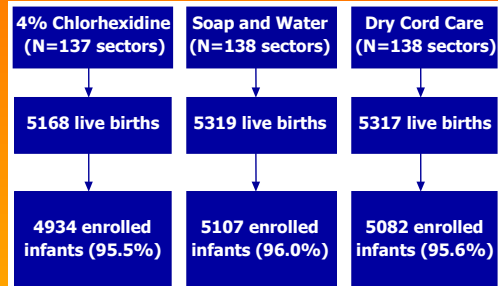 4% Chlorhexidine
(N=137 sectors)
Soap and Water
(N=138 sectors)
Dry Cord Care
(N=138 sectors)
5168 live births
5319 live births
5317 live births
4934 enrolled
infants (95.5%)
5107 enrolled
infants (96.0%)
5082 enrolled
infants (95.6%)